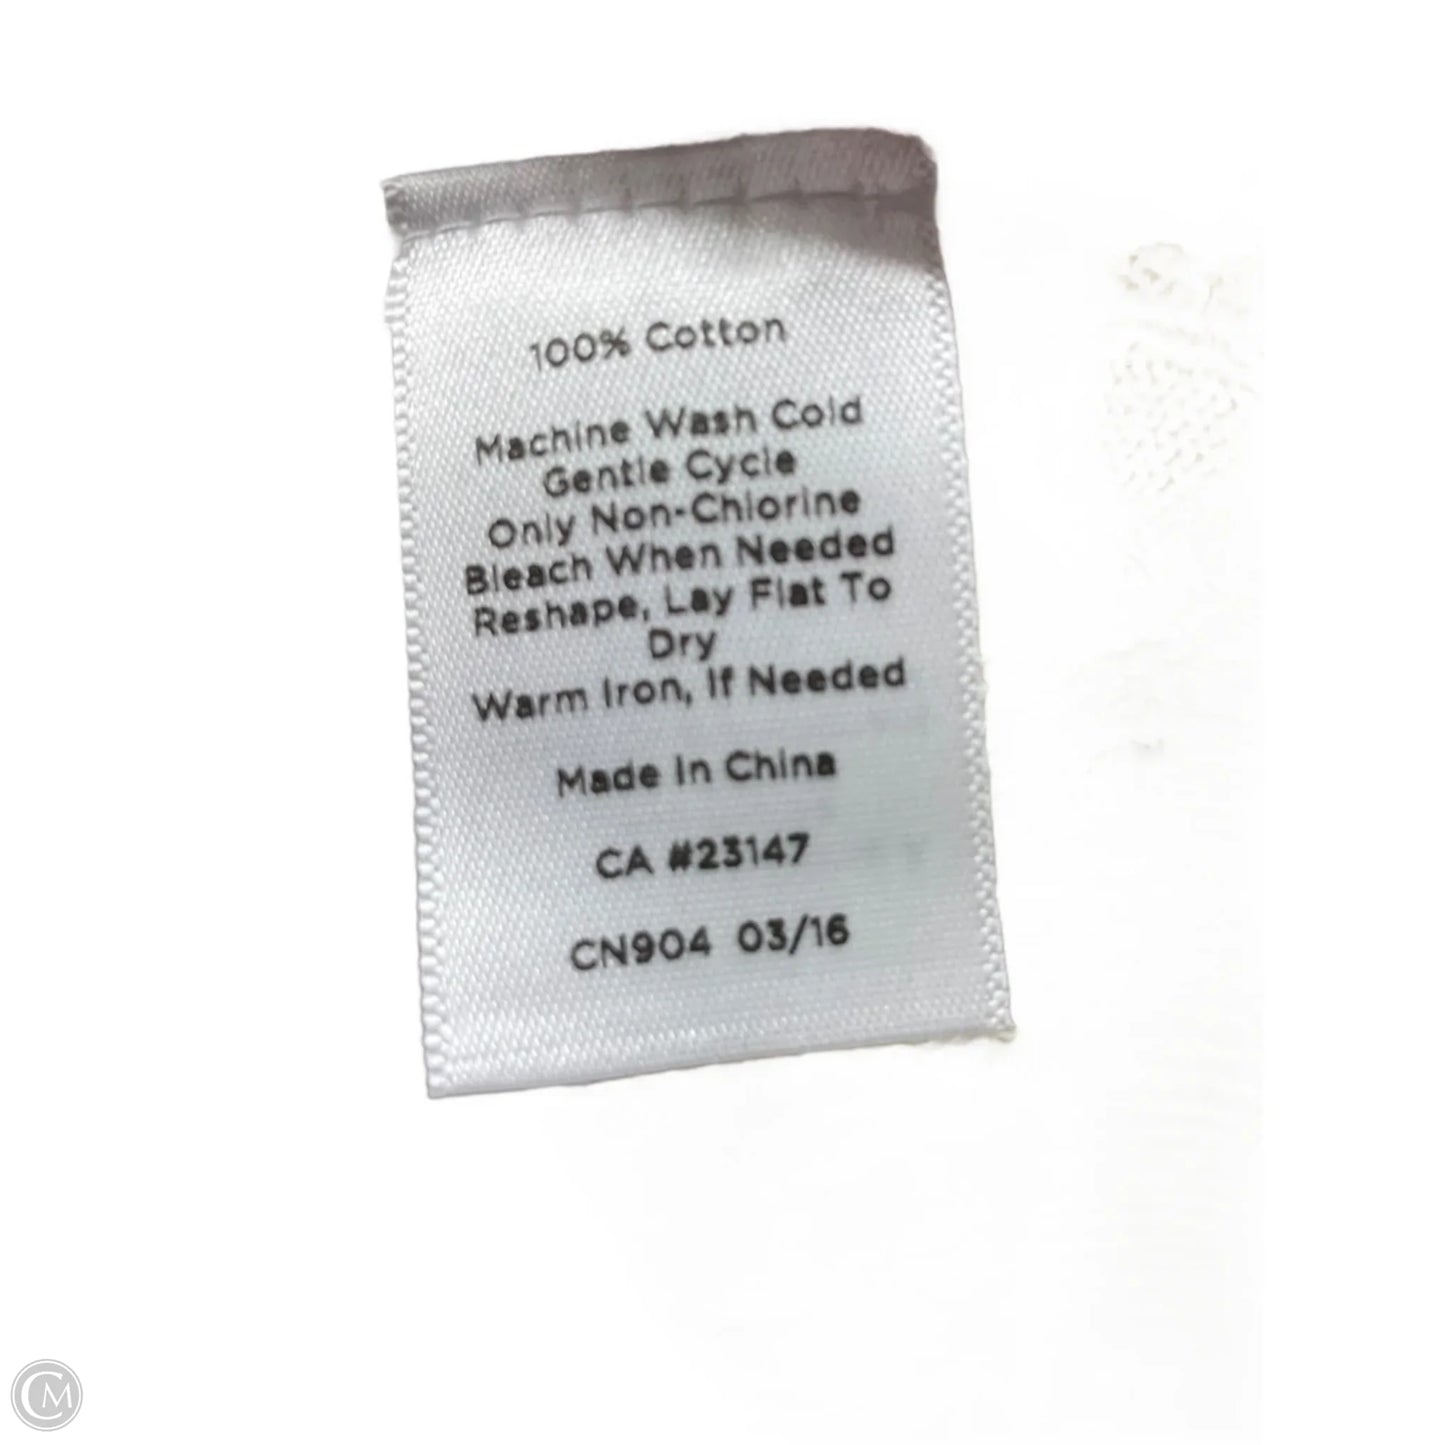 100% Cotton
Machine Wash Cold
Gentle Cycle
Only Non-Chlorine
Bleach When Needed
Reshape, Lay Flat To
Dry
Warm Iron, If Needed
Made In China
CA #23147
CN904 03/16
CM